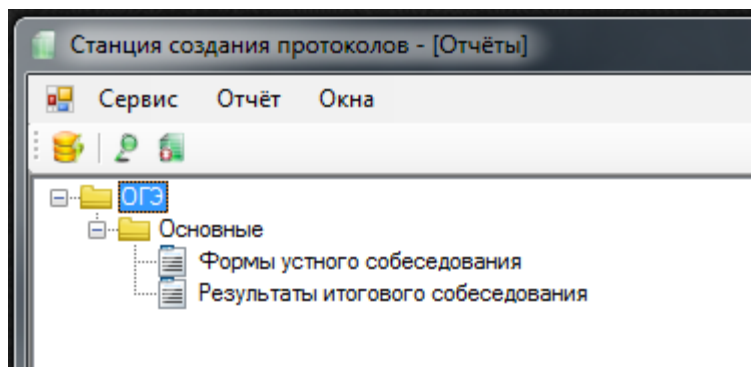 Станция создания протоколов - [Отчёты]
Сервис Отчёт Окна
ОГЭ
Основные
Формы устного собеседования
Результаты итогового собеседования